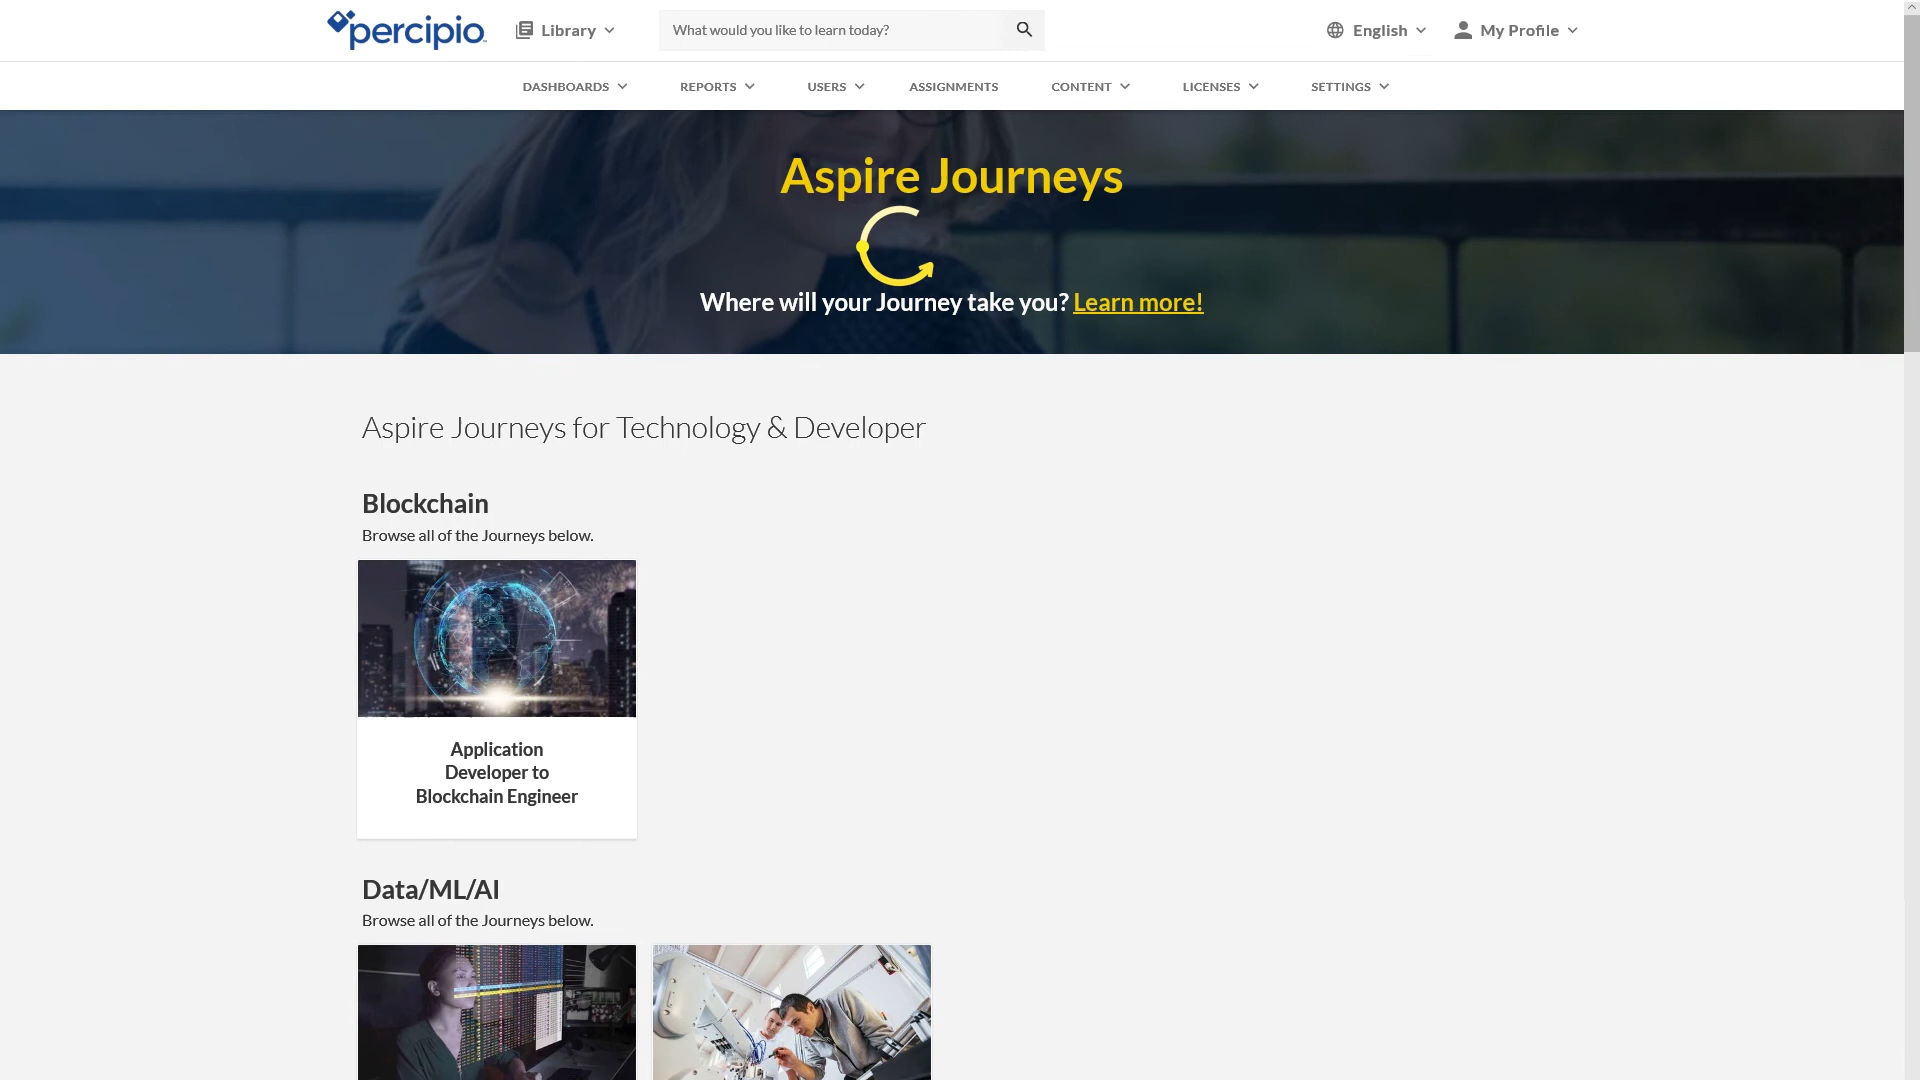 percipio
Library
What would you like to learn today?
English
My Profile
DASHBOARDS
REPORTS
USERS
ASSIGNMENTS
CONTENT
LICENSES
SETTINGS
Aspire Journeys
Where will your Journey take you? Learn more!
Aspire Journeys for Technology & Developer
Blockchain
Browse all of the Journeys below.
Application
Developer to
Blockchain Engineer
Data/ML/AI
Browse all of the Journeys below.